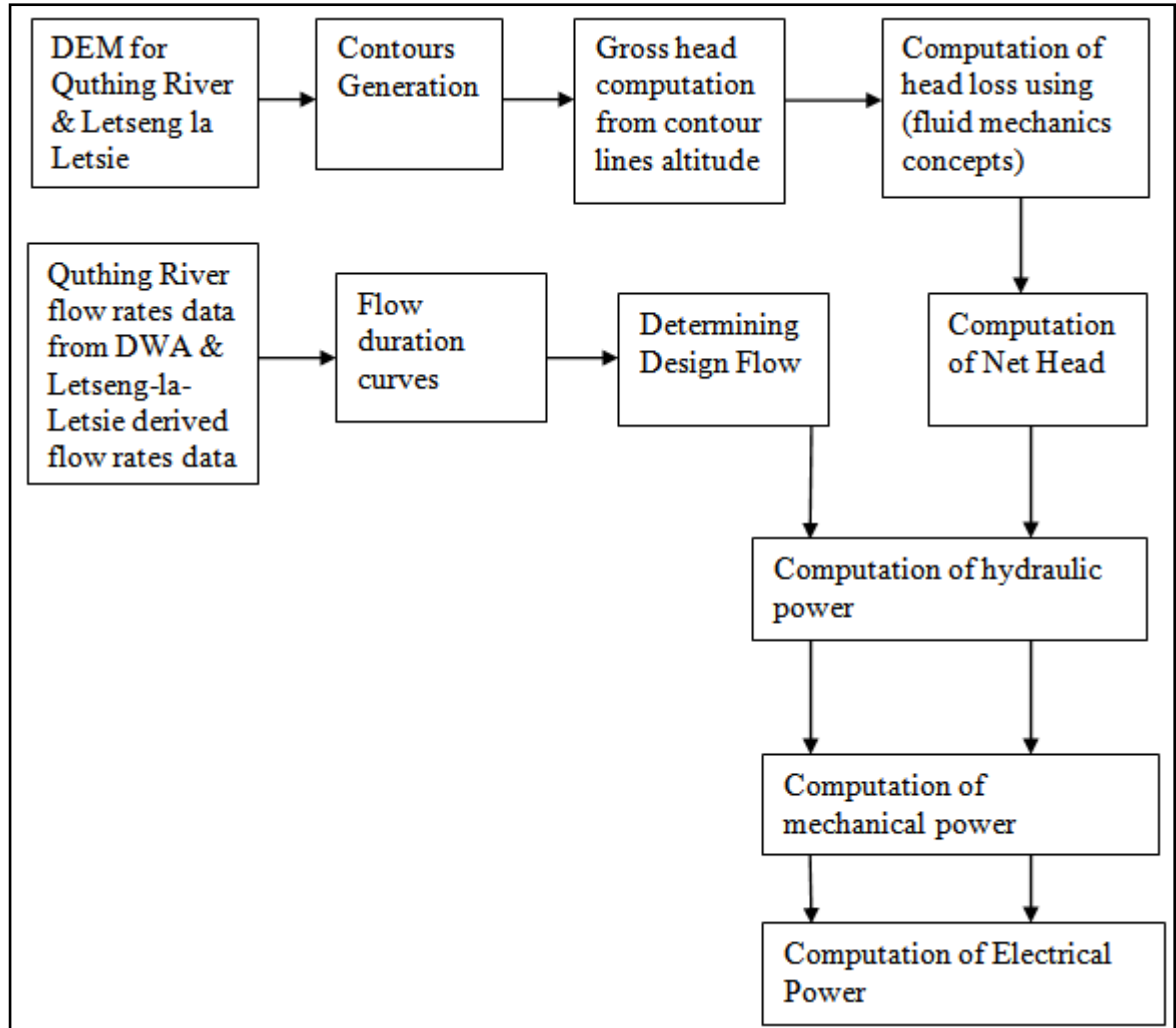 DEM for
Quthing River
& Letseng la
Letsie
Contours
Generation
Gross head
computation
from contour
lines altitude
Computation of
head loss using
(fluid mechanics
concepts)
Quthing River
flow rates data
from DWA &
Letseng-la-
Letsie derived
flow rates data
Flow
duration
curves
Determining
Design Flow
Computation
of Net Head
Computation of hydraulic
power
Computation of
mechanical power
Computation of Electrical
Power